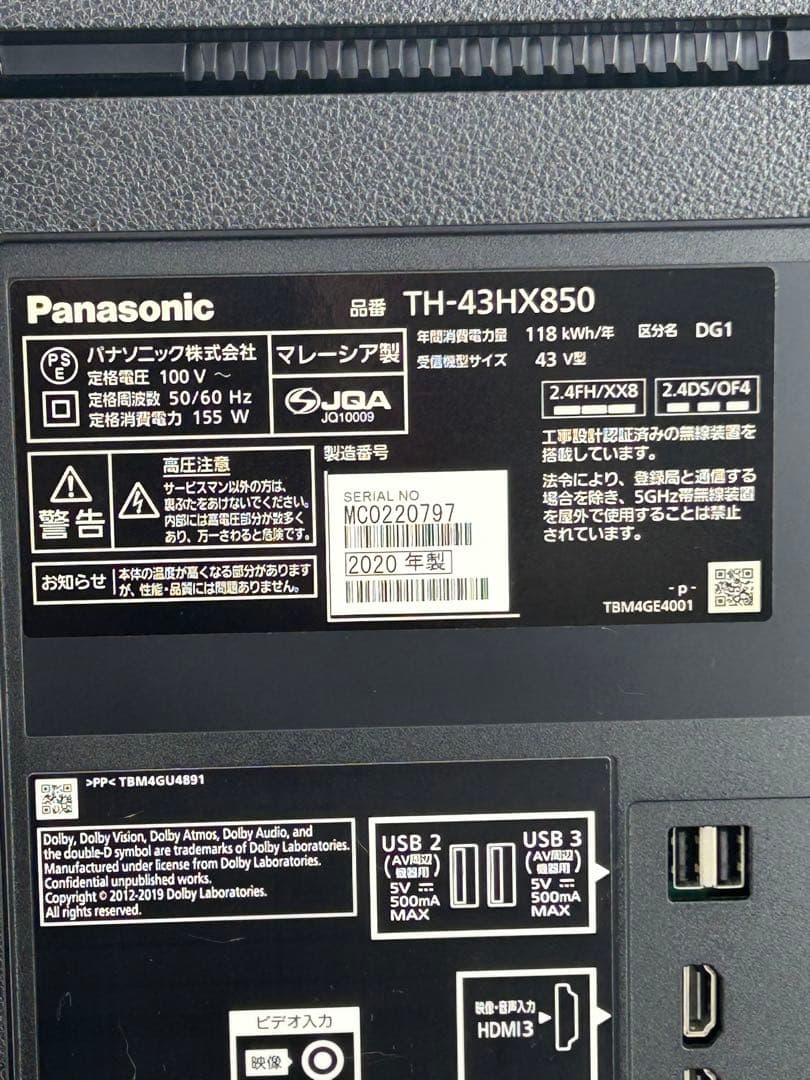 Panasonic
品番 TH-43HX850
年間消費電力量 118 kWh/年 区分名 DG1
受信機型サイズ 43 V型
PS
E
パナソニック株式会社
定格電圧 100 V ～
定格周波数 50/60 Hz
定格消費電力 155 W
マレーシア製
JQA
JQ10009
2.4FH/XX8
2.4DS/OF4
工事設計認証済みの無線装置を
搭載しています。
法令により、登録局と通信する
場合を除き、5GHz帯無線装置
を屋外で使用することは禁止
されています。
警告
高圧注意
サービスマン以外の方は、
裏ぶたをあけないでください。
内部には高電圧部分が数多く
あり、万一さわると危険です。
お知らせ
本体の温度が高くなる部分があります
が、性能・品質には問題ありません。
製造番号
SERIAL NO
MC0220797
2020 年製
- p -
TBM4GE4001
>PP< TBM4GU4891
Dolby, Dolby Vision, Dolby Atmos, Dolby Audio, and
the double-D symbol are trademarks of Dolby Laboratories.
Manufactured under license from Dolby Laboratories.
Confidential unpublished works.
Copyright © 2012-2019 Dolby Laboratories.
All rights reserved.
USB 2
(AV周辺
機器用)
5V ⎓
500mA
MAX
USB 3
(AV周辺
機器用)
5V ⎓
500mA
MAX
映像・音声入力
HDMI3
ビデオ入力
映像